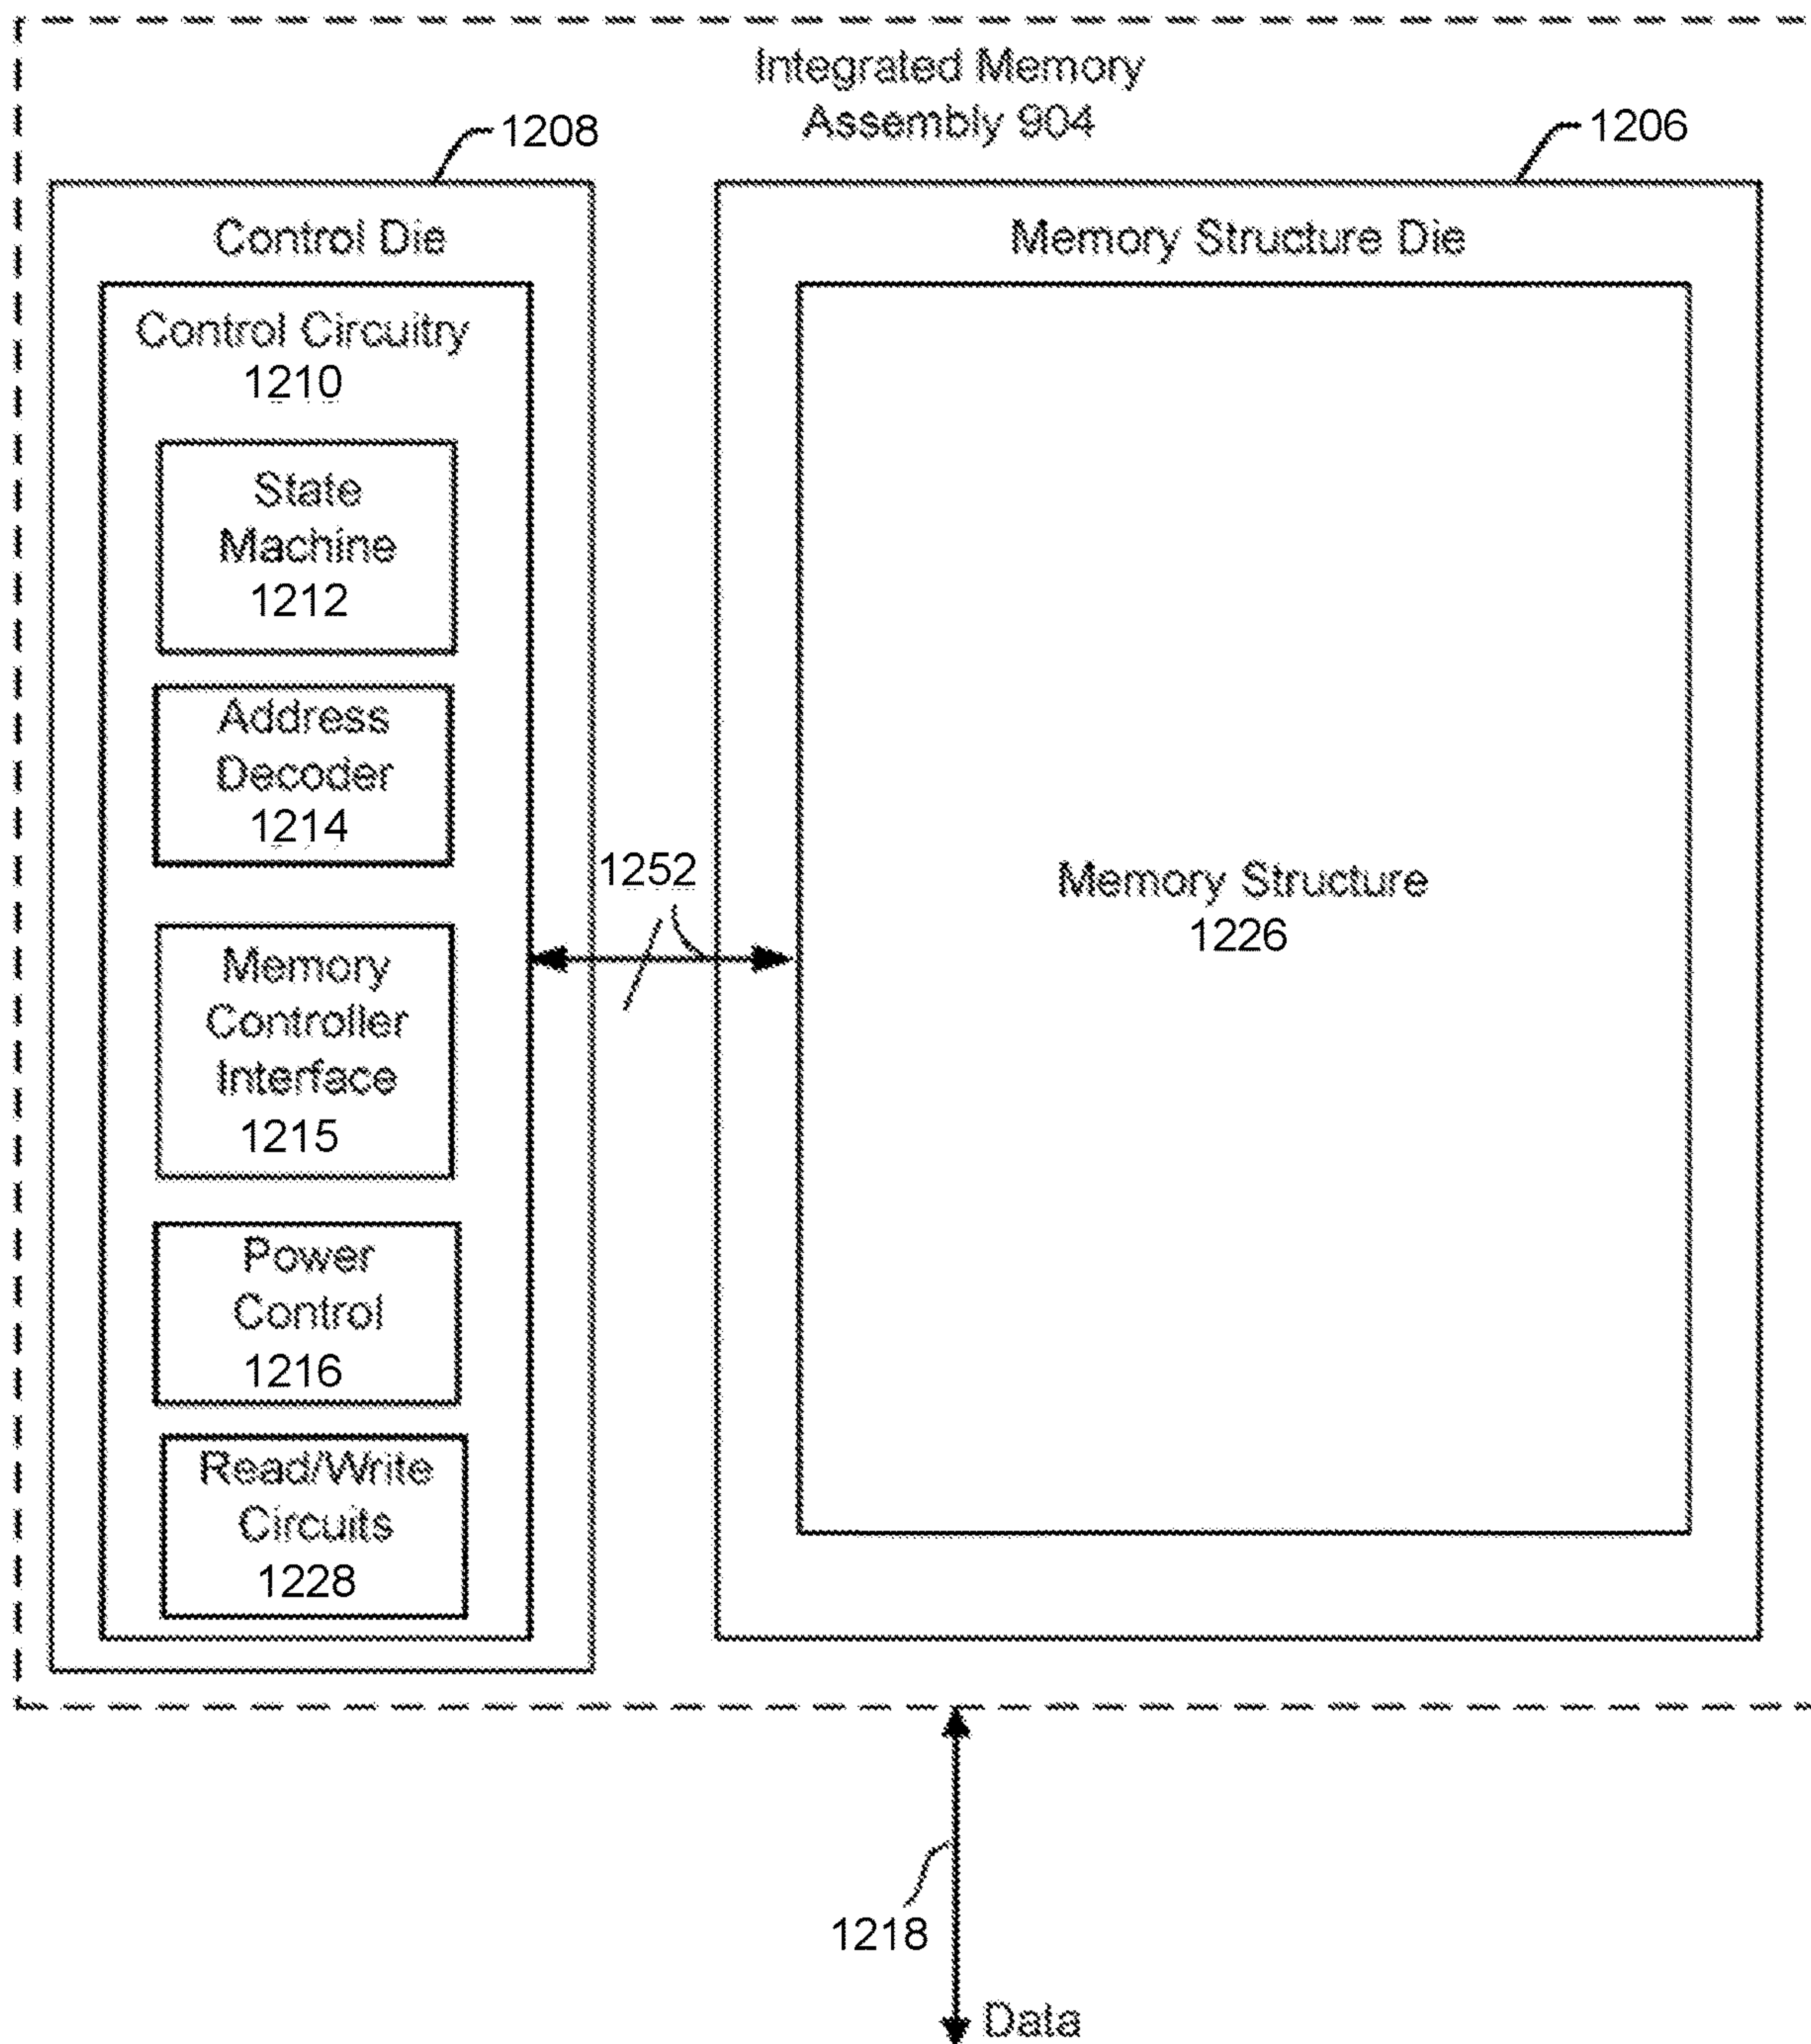 Integrated Memory
Assembly 904
1208
1206
Control Die
Control Circuitry
1210
State
Machine
1212
Address
Decoder
1214
Memory
Controller
Interface
1215
Power
Control
1216
Read/Write
Circuits
1228
1252
Memory Structure Die
Memory Structure
1226
1218
Data